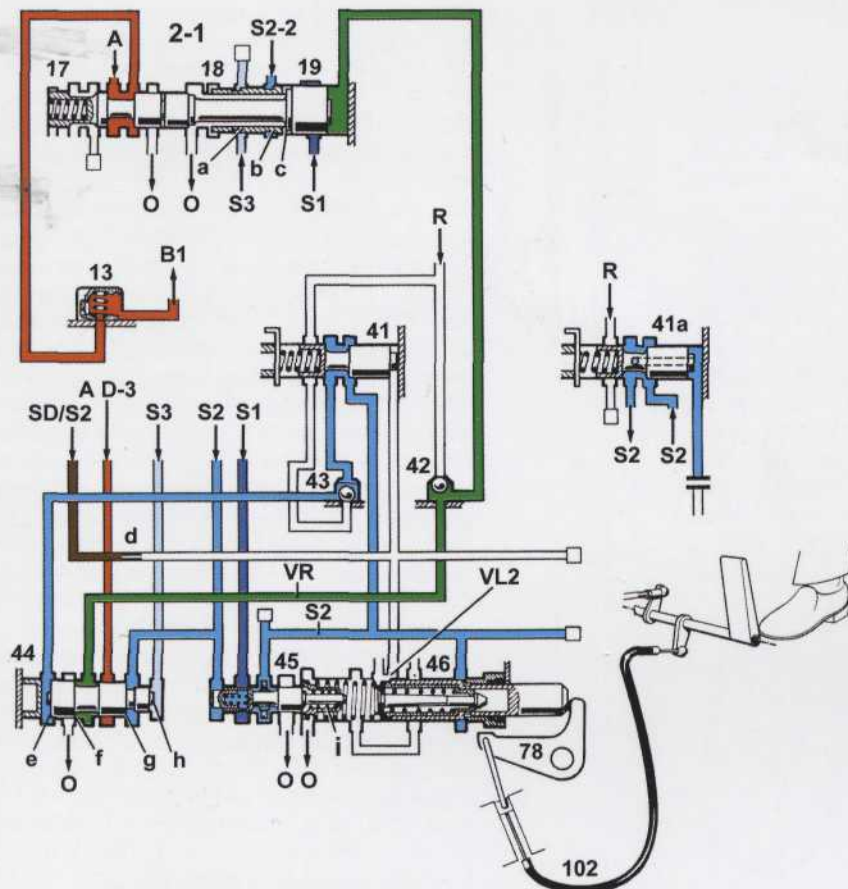 A 2-1 S2-2
17 18 19
a b c
O O S3 S1
R
B1
13
41
R
41a
A D-3
SD/S2 S3 S2 S1
43 42
S2 S2
d
VR VL2
S2
44 45 46
e f g h i
O O O
78
102